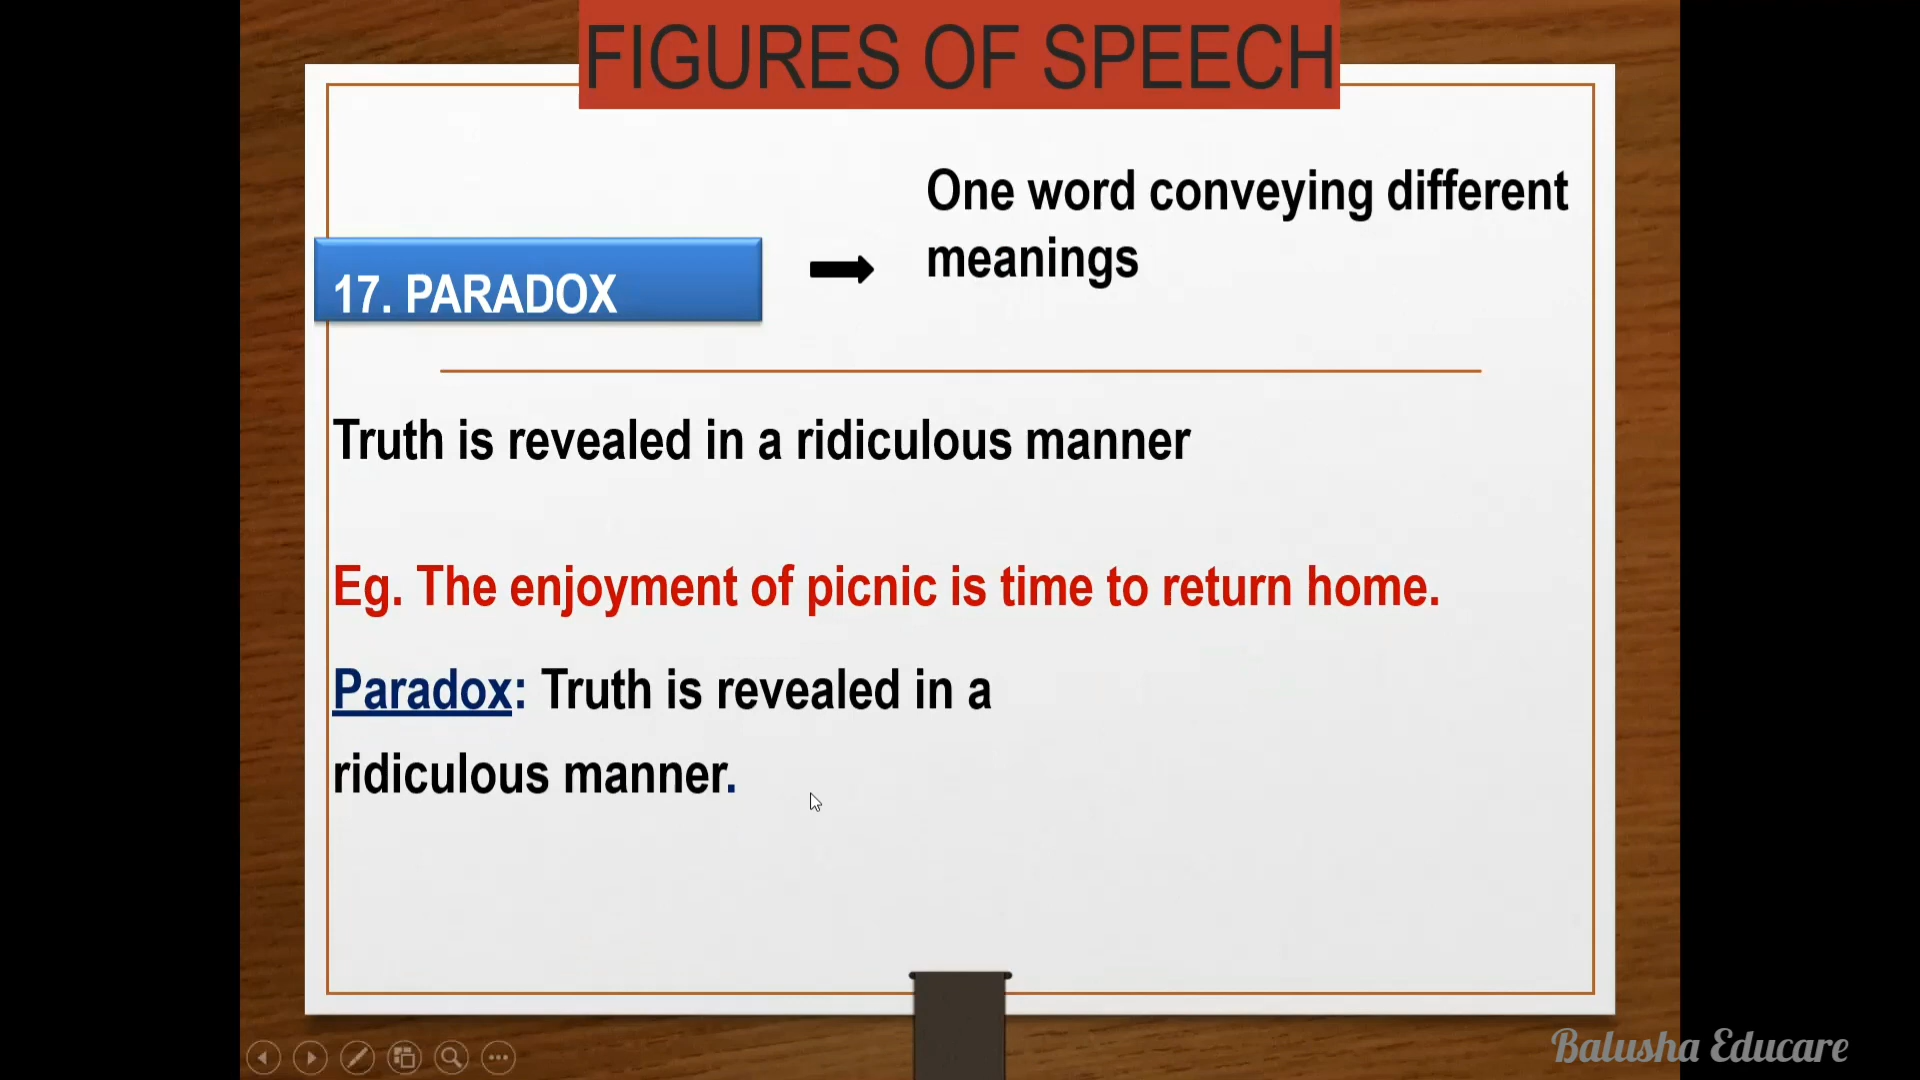 FIGURES OF SPEECH
17. PARADOX
One word conveying different
meanings
Truth is revealed in a ridiculous manner
Eg. The enjoyment of picnic is time to return home.
Paradox: Truth is revealed in a
ridiculous manner.
Balusha Educare